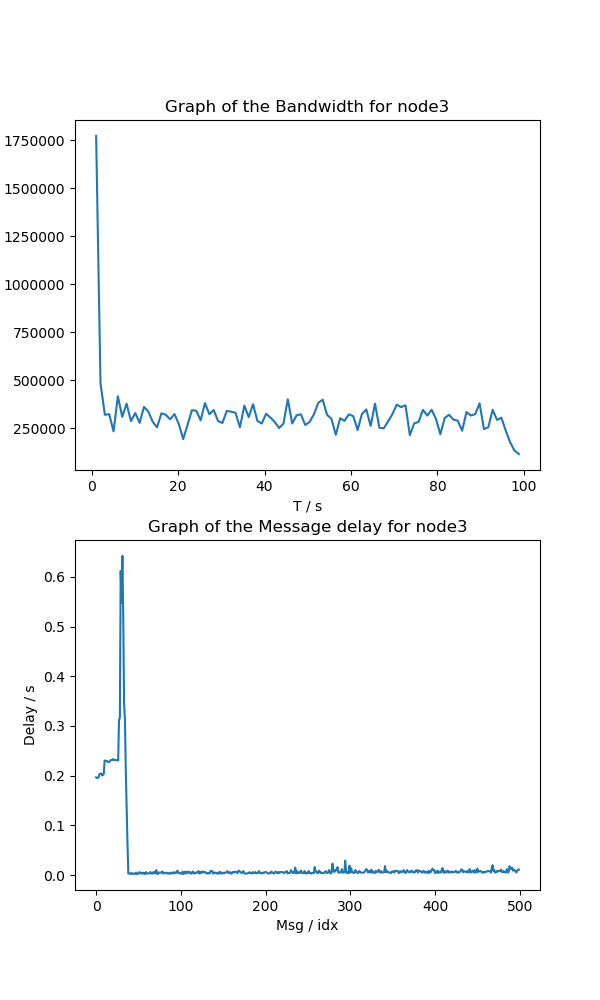 Graph of the Bandwidth for node3
1750000
1500000
1250000
1000000
750000
500000
250000
0 20 40 60 80 100
T / s
Graph of the Message delay for node3
0.6
0.5
0.4
0.3
0.2
0.1
0.0
Delay / s
0 100 200 300 400 500
Msg / idx